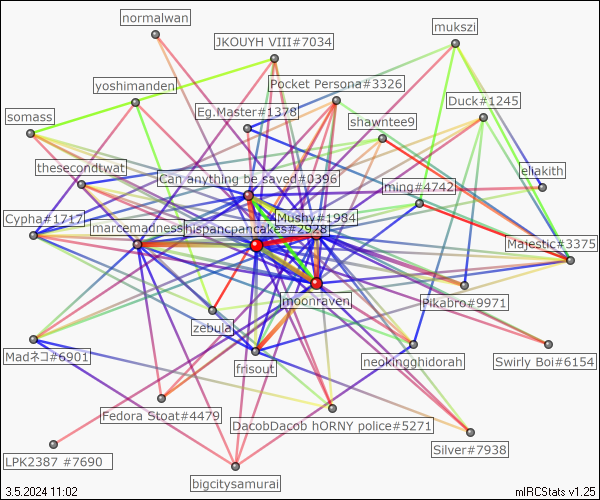 normalwan
mukszi
JKOUYH VIII#7034
yoshimanden
Pocket Persona#3326
Duck#1245
Eg.Master#1378
somass
shawntee9
thesecondtwat
eliakith
Can anything be saved#0396
ming#4742
Cypha#1717
Mushy#1984
marcemadness
hispancpancakes#2928
Majestic#3375
moonraven
Pikabro#9971
zebula
Madネコ#6901
frisout
neokingghidorah
Swirly Boi#6154
Fedora Stoat#4479
DacobDacob hORNY police#5271
Silver#7938
LPK2387 #7690
bigcitysamurai
3.5.2024 11:02
mIRCStats v1.25